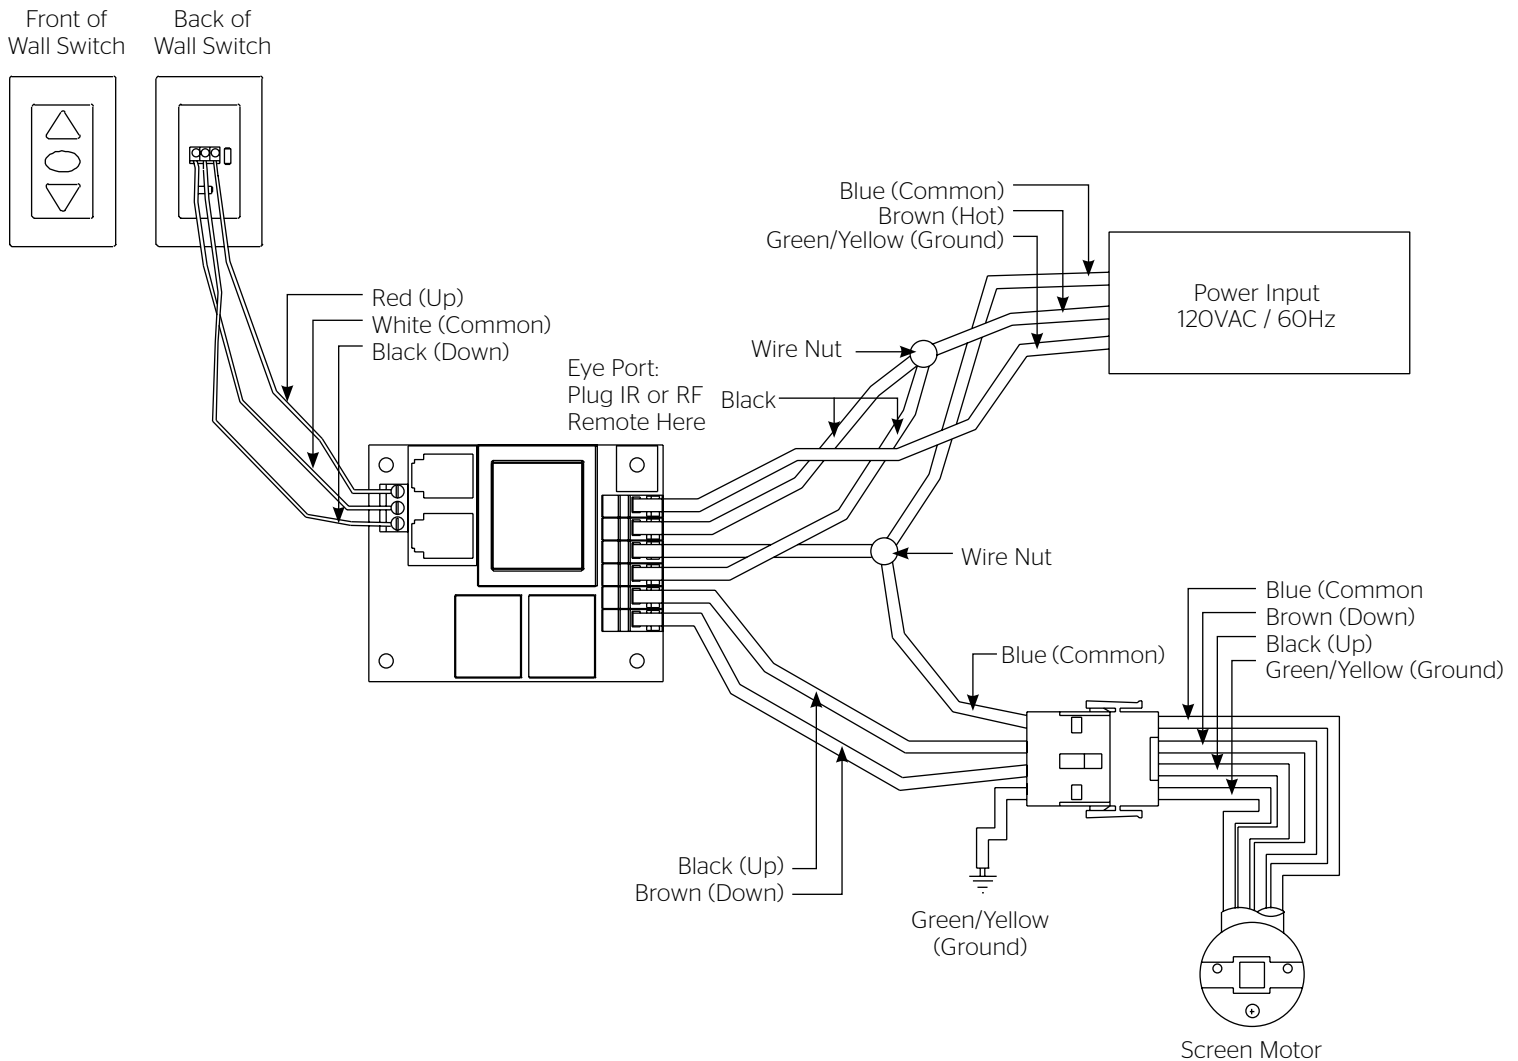 Front of
Wall Switch
Back of
Wall Switch
Blue (Common)
Brown (Hot)
Green/Yellow (Ground)
Power Input
120VAC / 60Hz
Red (Up)
White (Common)
Black (Down)
Wire Nut
Eye Port:
Plug IR or RF
Remote Here
Black
Wire Nut
Blue (Common
Brown (Down)
Black (Up)
Green/Yellow (Ground)
Blue (Common)
Black (Up)
Brown (Down)
Green/Yellow
(Ground)
Screen Motor